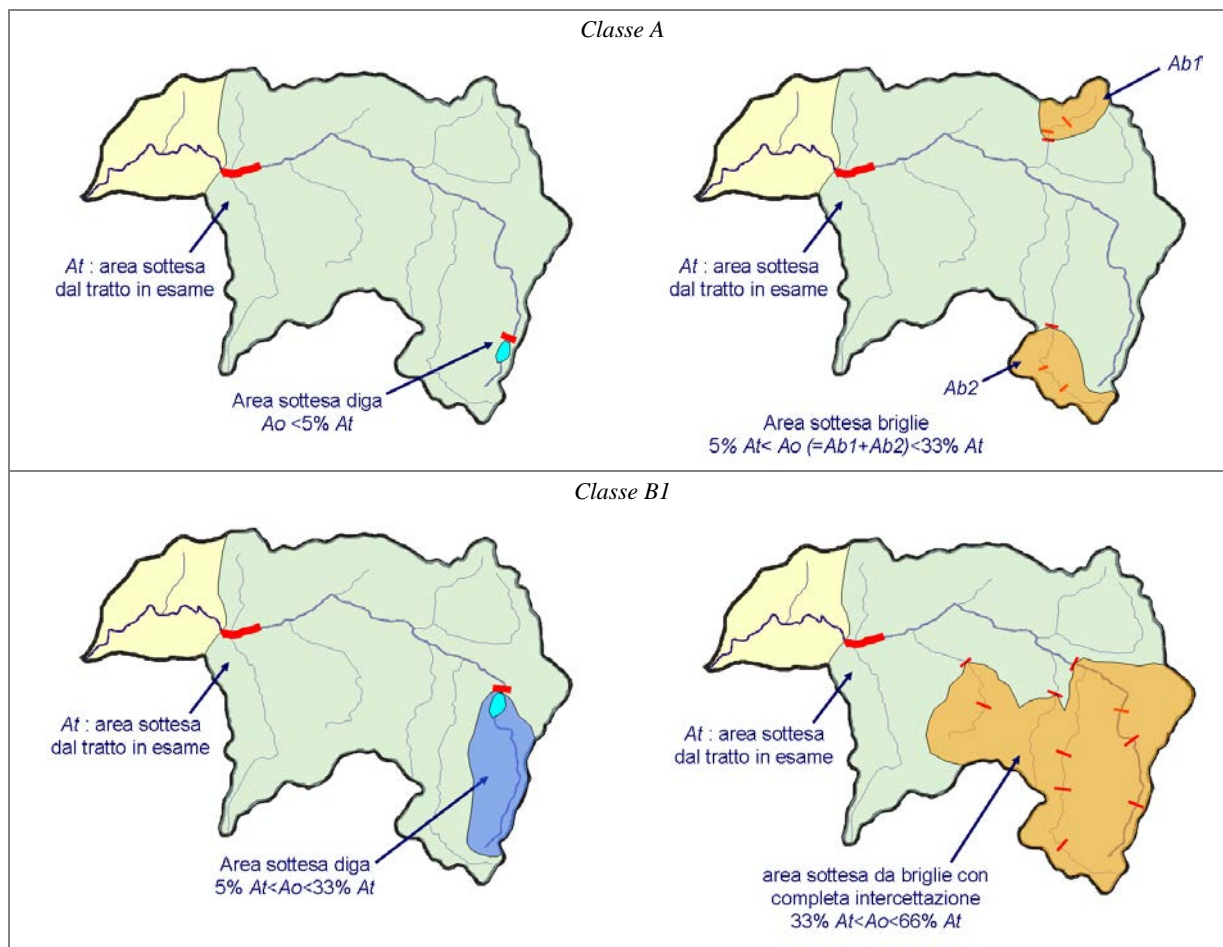 Classe A
At : area sottesa
dal tratto in esame
Area sottesa diga
Ao <5% At
Ab1
At : area sottesa
dal tratto in esame
Ab2
Area sottesa briglie
5% At< Ao (=Ab1+Ab2)<33% At
Classe B1
At : area sottesa
dal tratto in esame
Area sottesa diga
5% At<Ao<33% At
At : area sottesa
dal tratto in esame
area sottesa da briglie con
completa intercettazione
33% At<Ao<66% At